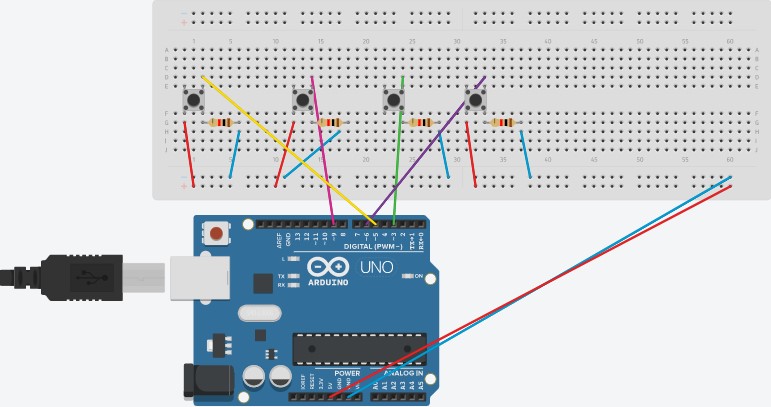 1 5 10 15 20 25 30 35 40 45 50 55 60
A A
B B
C C
D D
E E
F F
G G
H H
I I
J J
1 5 10 15 20 25 30 35 40 45 50 55 60
AREF
GND
13
12
~11
~10
~9
8
7
~6
~5
4
~3
2
TX→1
RX←0
DIGITAL (PWM~)
L
TX
RX
UNO
ON
ARDUINO
POWER
ANALOG IN
IOREF
RESET
3.3V
5V
GND
A0
A1
A2
A3
A4
A5